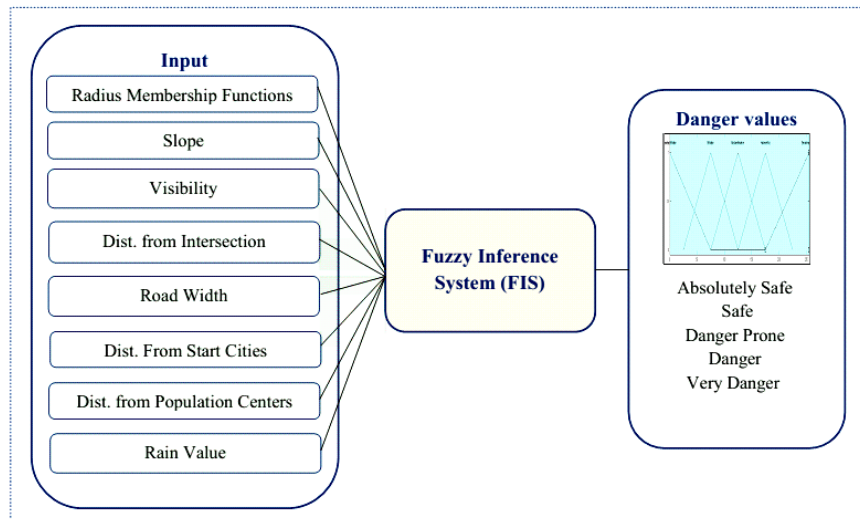 Input
Radius Membership Functions
Slope
Visibility
Dist. from Intersection
Road Width
Dist. From Start Cities
Dist. from Population Centers
Rain Value
Fuzzy Inference
System (FIS)
Danger values
Absolutely Safe
Safe
Danger Prone
Danger
Very Danger